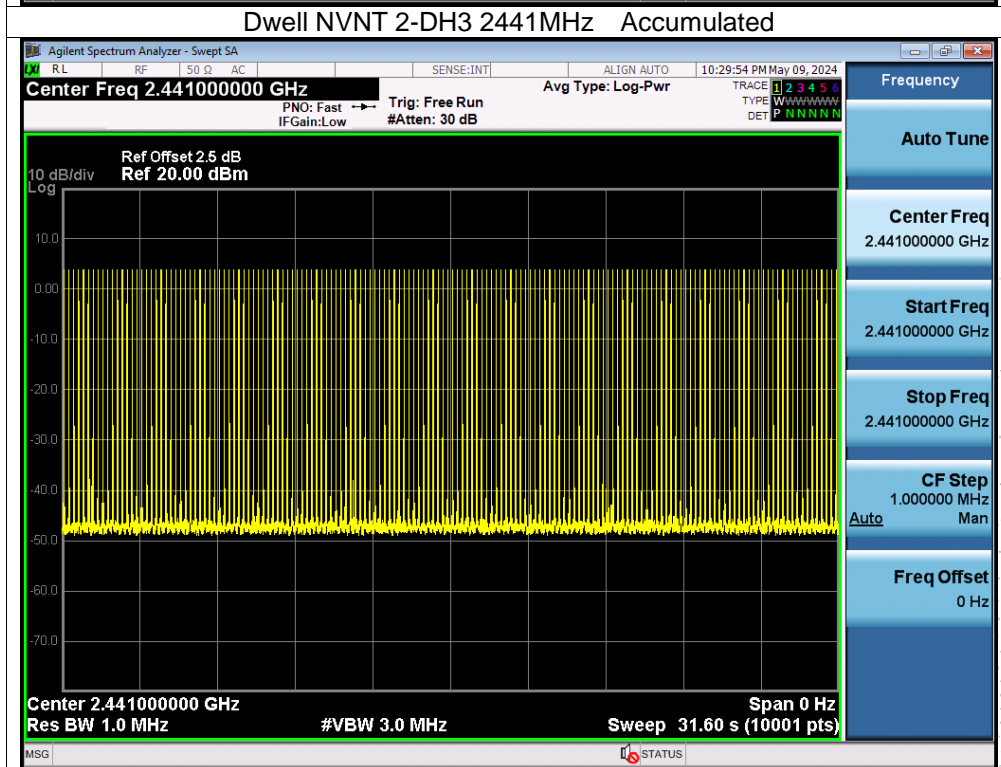 Dwell NVNT 2-DH3 2441MHz Accumulated
Agilent Spectrum Analyzer - Swept SA
LXI RL RF 50 Ω AC SENSE:INT ALIGN AUTO 10:29:54 PM May 09, 2024
Center Freq 2.441000000 GHz
PNO: Fast
IFGain:Low
Trig: Free Run
#Atten: 30 dB
Avg Type: Log-Pwr
TRACE 1 2 3 4 5 6
TYPE WWWWWWW
DET P N N N N N
Frequency
Auto Tune
Center Freq
2.441000000 GHz
Start Freq
2.441000000 GHz
Stop Freq
2.441000000 GHz
CF Step
1.000000 MHz
Auto Man
Freq Offset
0 Hz
Ref Offset 2.5 dB
10 dB/div Ref 20.00 dBm
Log
10.0
0.00
-10.0
-20.0
-30.0
-40.0
-50.0
-60.0
-70.0
Center 2.441000000 GHz Span 0 Hz
Res BW 1.0 MHz #VBW 3.0 MHz Sweep 31.60 s (10001 pts)
MSG STATUS